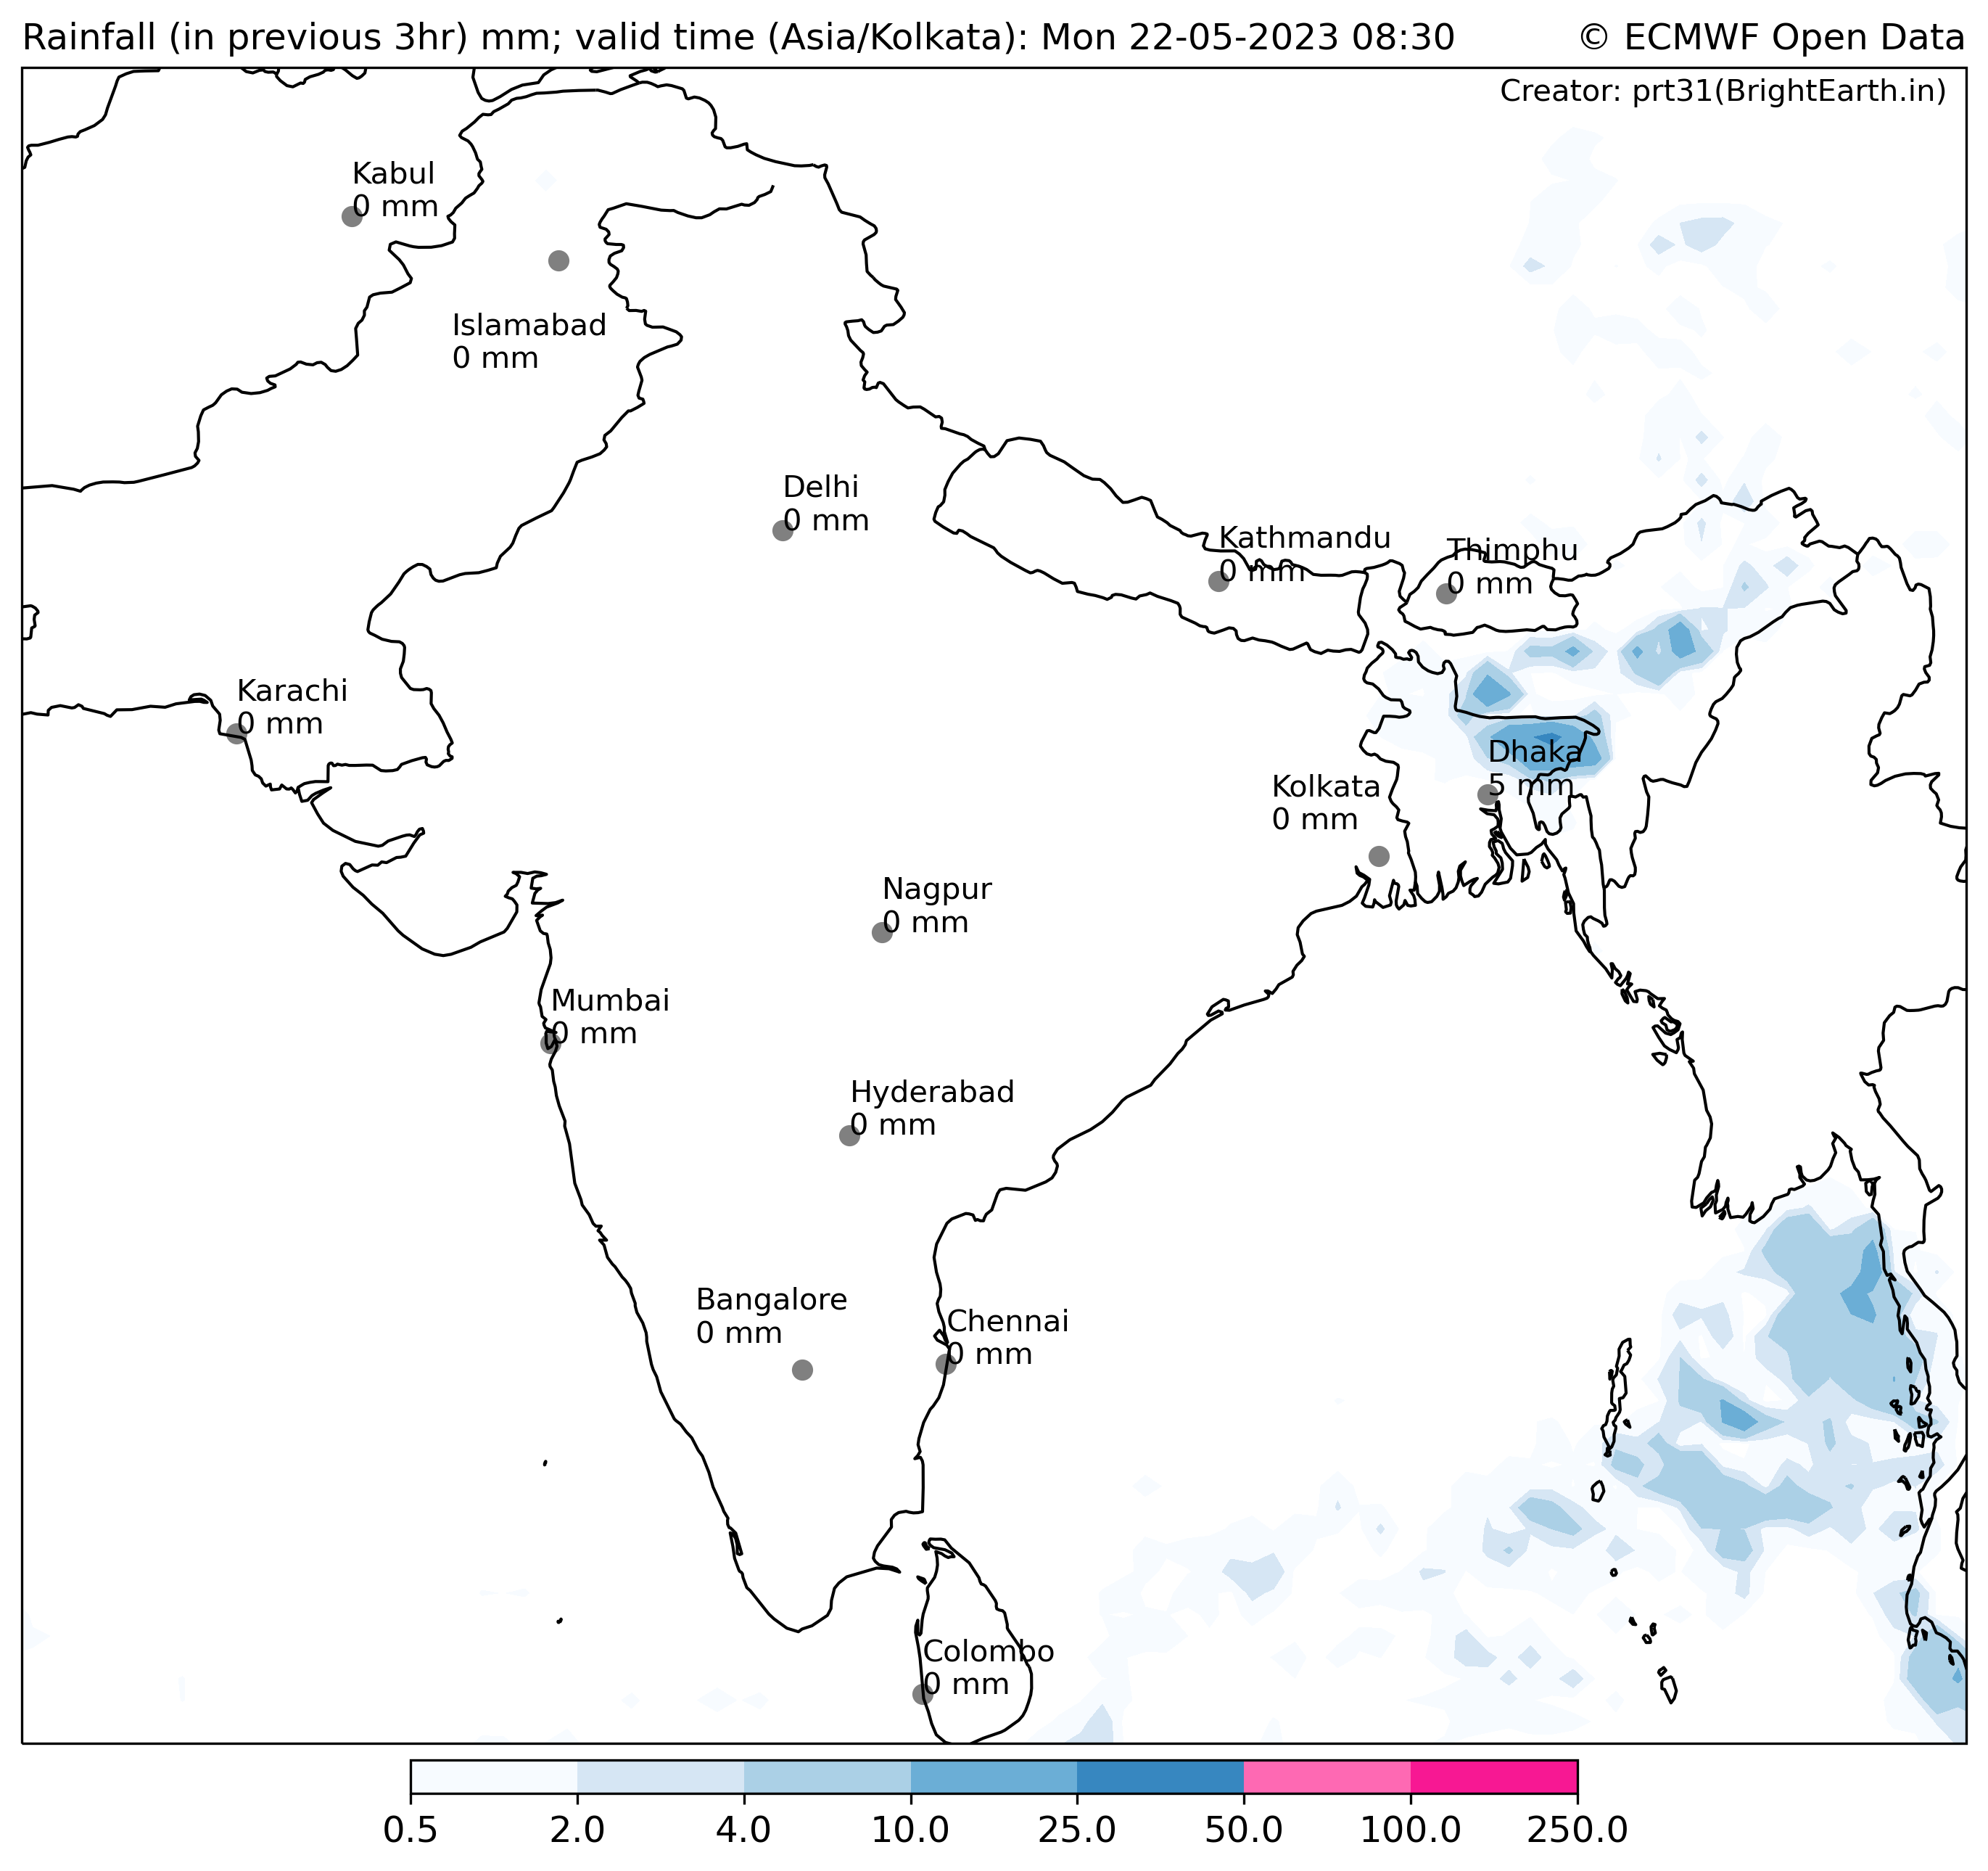 Rainfall (in previous 3hr) mm; valid time (Asia/Kolkata): Mon 22-05-2023 08:30 © ECMWF Open Data
Creator: prt31(BrightEarth.in)
Kabul
0 mm
Islamabad
0 mm
Delhi
0 mm
Kathmandu
0 mm
Thimphu
0 mm
Karachi
0 mm
Dhaka
5 mm
Kolkata
0 mm
Nagpur
0 mm
Mumbai
0 mm
Hyderabad
0 mm
Bangalore
0 mm
Chennai
0 mm
Colombo
0 mm
0.5 2.0 4.0 10.0 25.0 50.0 100.0 250.0